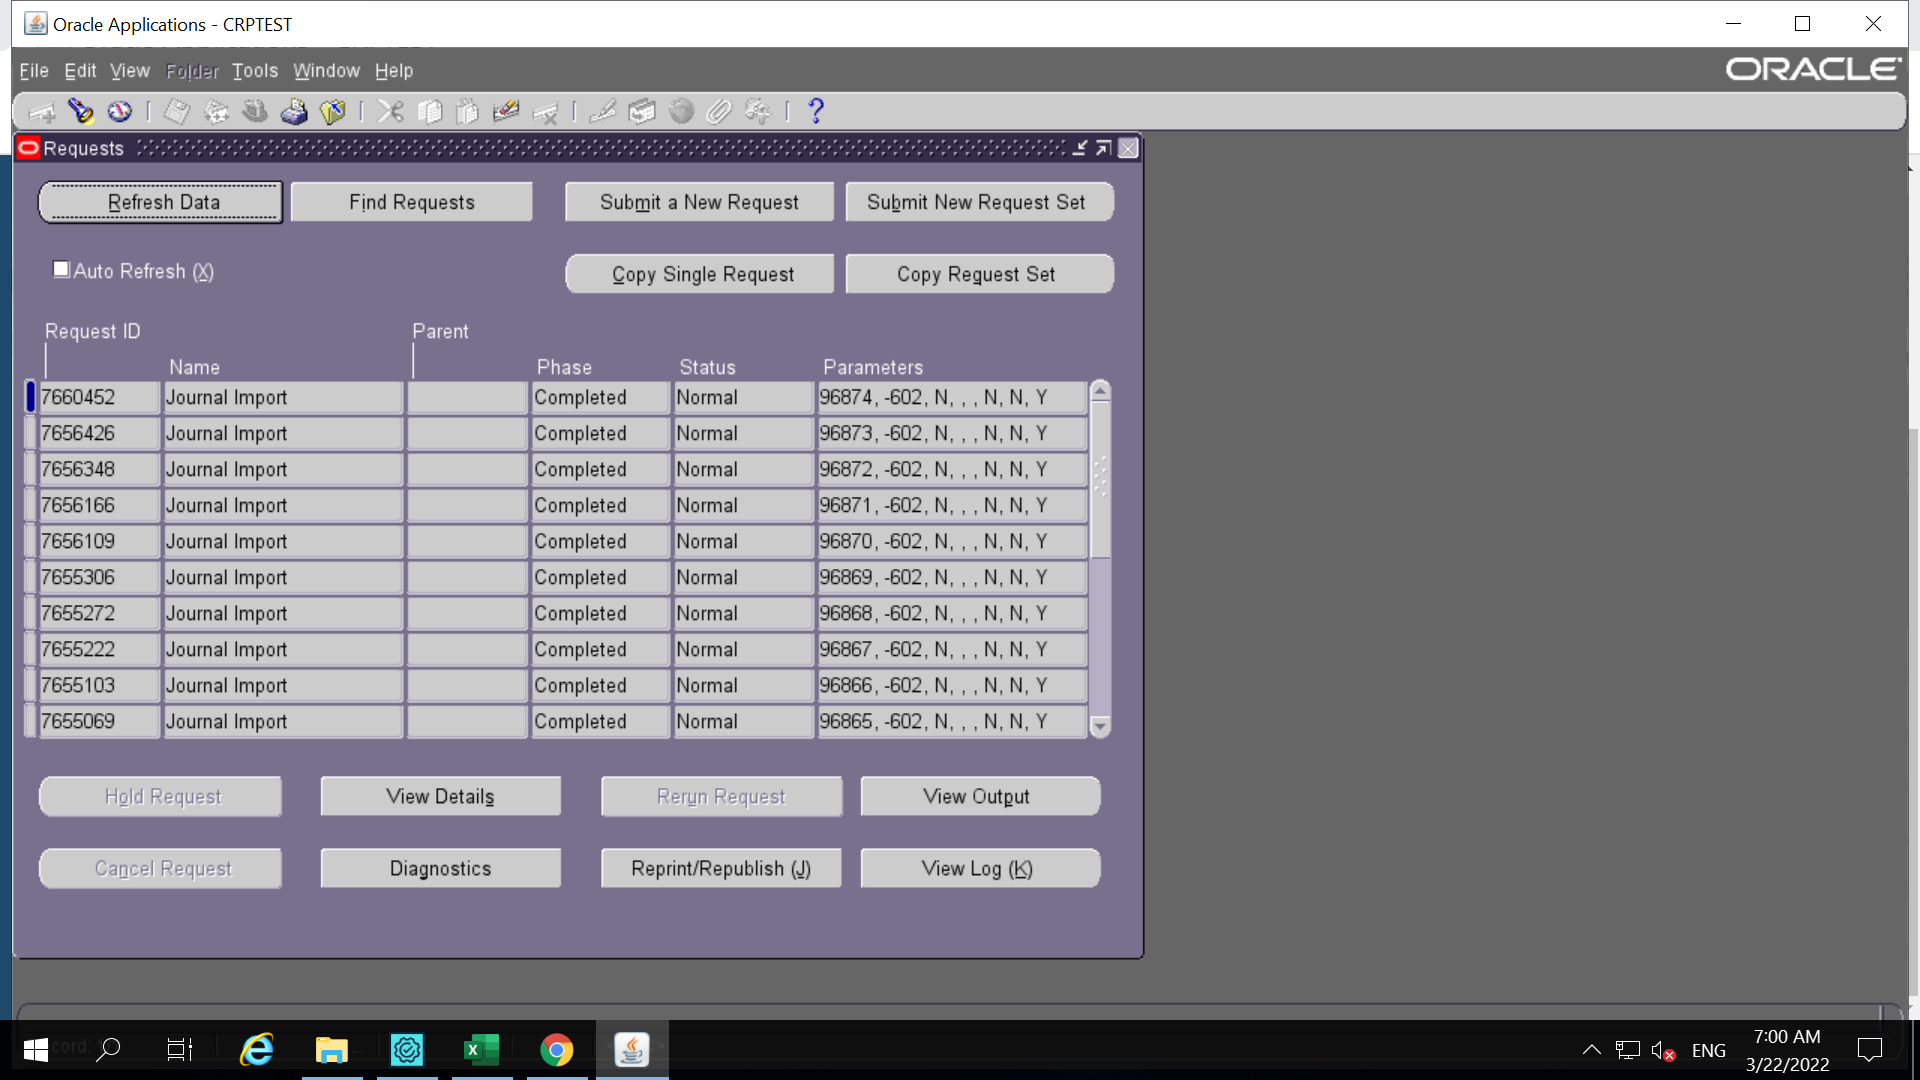 Oracle Applications - CRPTEST
File Edit View Folder Tools Window Help
ORACLE
Requests
Refresh Data Find Requests Submit a New Request Submit New Request Set
Auto Refresh (X) Copy Single Request Copy Request Set
Request ID Parent
Name Phase Status Parameters
7660452 Journal Import Completed Normal 96874, -602, N, , , N, N, Y
7656426 Journal Import Completed Normal 96873, -602, N, , , N, N, Y
7656348 Journal Import Completed Normal 96872, -602, N, , , N, N, Y
7656166 Journal Import Completed Normal 96871, -602, N, , , N, N, Y
7656109 Journal Import Completed Normal 96870, -602, N, , , N, N, Y
7655306 Journal Import Completed Normal 96869, -602, N, , , N, N, Y
7655272 Journal Import Completed Normal 96868, -602, N, , , N, N, Y
7655222 Journal Import Completed Normal 96867, -602, N, , , N, N, Y
7655103 Journal Import Completed Normal 96866, -602, N, , , N, N, Y
7655069 Journal Import Completed Normal 96865, -602, N, , , N, N, Y
Hold Request View Details Rerun Request View Output
Cancel Request Diagnostics Reprint/Republish (J) View Log (K)
ENG
7:00 AM
3/22/2022